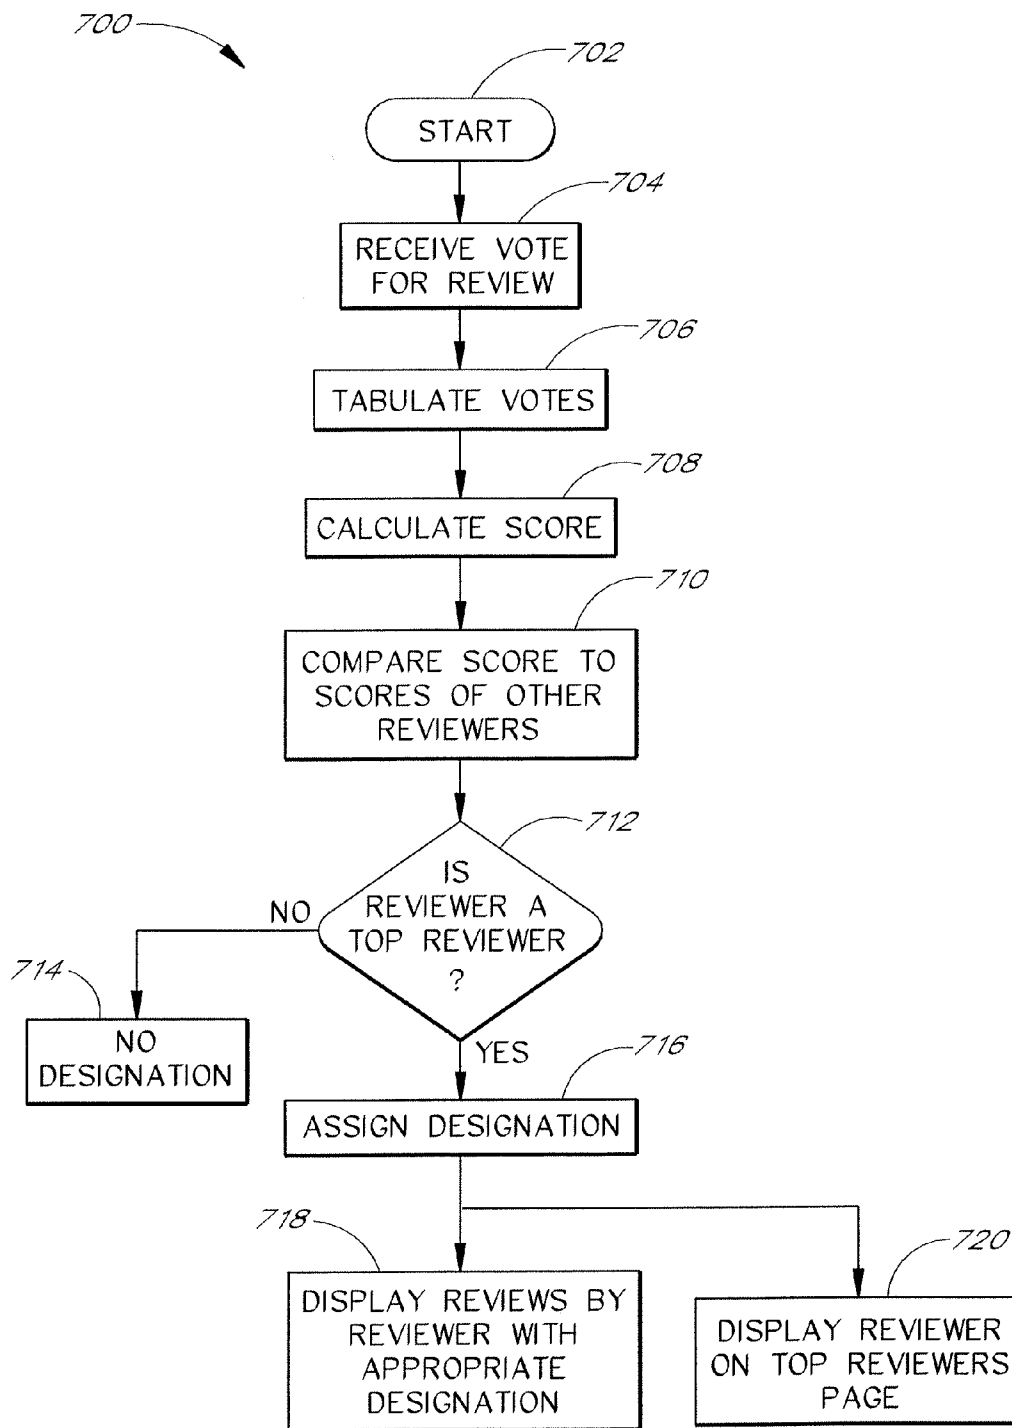 700
702
START
704
RECEIVE VOTE
FOR REVIEW
706
TABULATE VOTES
708
CALCULATE SCORE
710
COMPARE SCORE TO
SCORES OF OTHER
REVIEWERS
712
IS
REVIEWER A
TOP REVIEWER
?
NO
714
NO
DESIGNATION
YES
716
ASSIGN DESIGNATION
718
DISPLAY REVIEWS BY
REVIEWER WITH
APPROPRIATE
DESIGNATION
720
DISPLAY REVIEWER
ON TOP REVIEWERS
PAGE